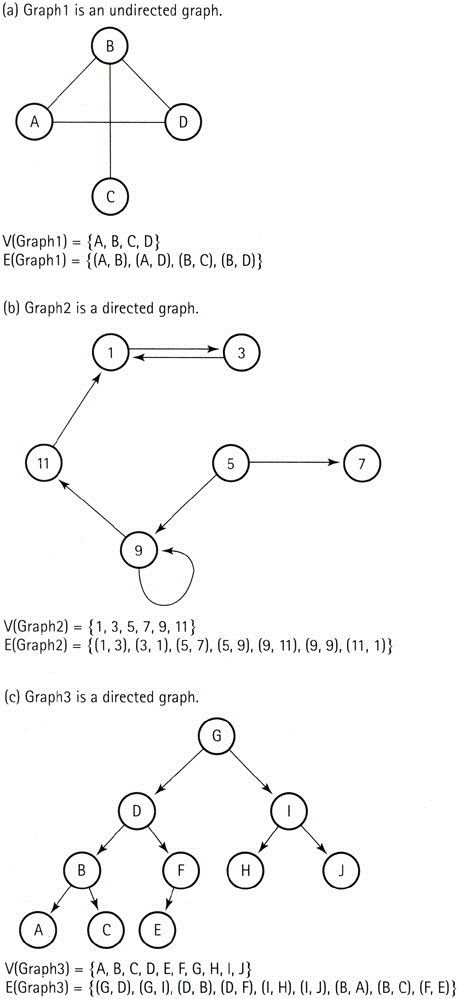 (a) Graph1 is an undirected graph.
B
A
D
C
V(Graph1) = {A, B, C, D}
E(Graph1) = {(A, B), (A, D), (B, C), (B, D)}
(b) Graph2 is a directed graph.
1
3
11
5
7
9
V(Graph2) = {1, 3, 5, 7, 9, 11}
E(Graph2) = {(1, 3), (3, 1), (5, 7), (5, 9), (9, 11), (9, 9), (11, 1)}
(c) Graph3 is a directed graph.
G
D
I
B
F
H
J
A
C
E
V(Graph3) = {A, B, C, D, E, F, G, H, I, J}
E(Graph3) = {(G, D), (G, I), (D, B), (D, F), (I, H), (I, J), (B, A), (B, C), (F, E)}